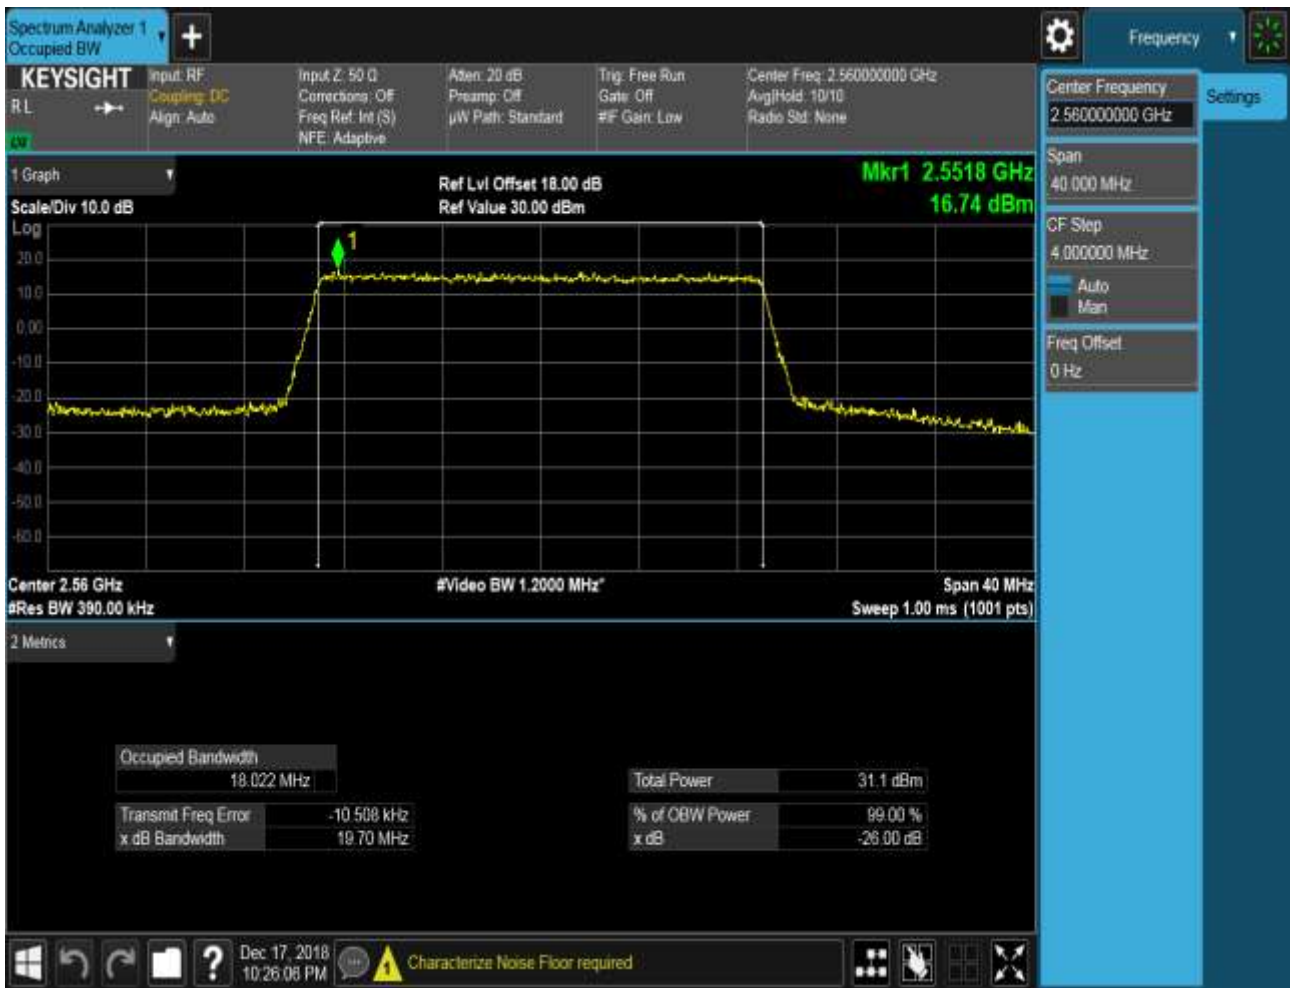 Spectrum Analyzer 1
Occupied BW
Frequency
KEYSIGHT
R L
Input: RF
Coupling: DC
Align: Auto
Input Z: 50 Ω
Corrections: Off
Freq Ref: Int (S)
NFE: Adaptive
Atten: 20 dB
Preamp: Off
µW Path: Standard
Trig: Free Run
Gate: Off
#IF Gain: Low
Center Freq: 2.560000000 GHz
Avg|Hold: 10/10
Radio Std: None
Center Frequency
2.560000000 GHz
Settings
Span
40.000 MHz
CF Step
4.000000 MHz
Auto
Man
Freq Offset
0 Hz
1 Graph
Scale/Div 10.0 dB
Log
Ref Lvl Offset 18.00 dB
Ref Value 30.00 dBm
Mkr1 2.5518 GHz
16.74 dBm
1
20.0
10.0
0.00
-10.0
-20.0
-30.0
-40.0
-50.0
-60.0
Center 2.56 GHz
#Video BW 1.2000 MHz*
Span 40 MHz
#Res BW 390.00 kHz
Sweep 1.00 ms (1001 pts)
2 Metrics
Occupied Bandwidth
18.022 MHz
Total Power 31.1 dBm
Transmit Freq Error -10.508 kHz
% of OBW Power 99.00 %
x dB Bandwidth 19.70 MHz
x dB -26.00 dB
?
Dec 17, 2018
10:26:06 PM
1
Characterize Noise Floor required